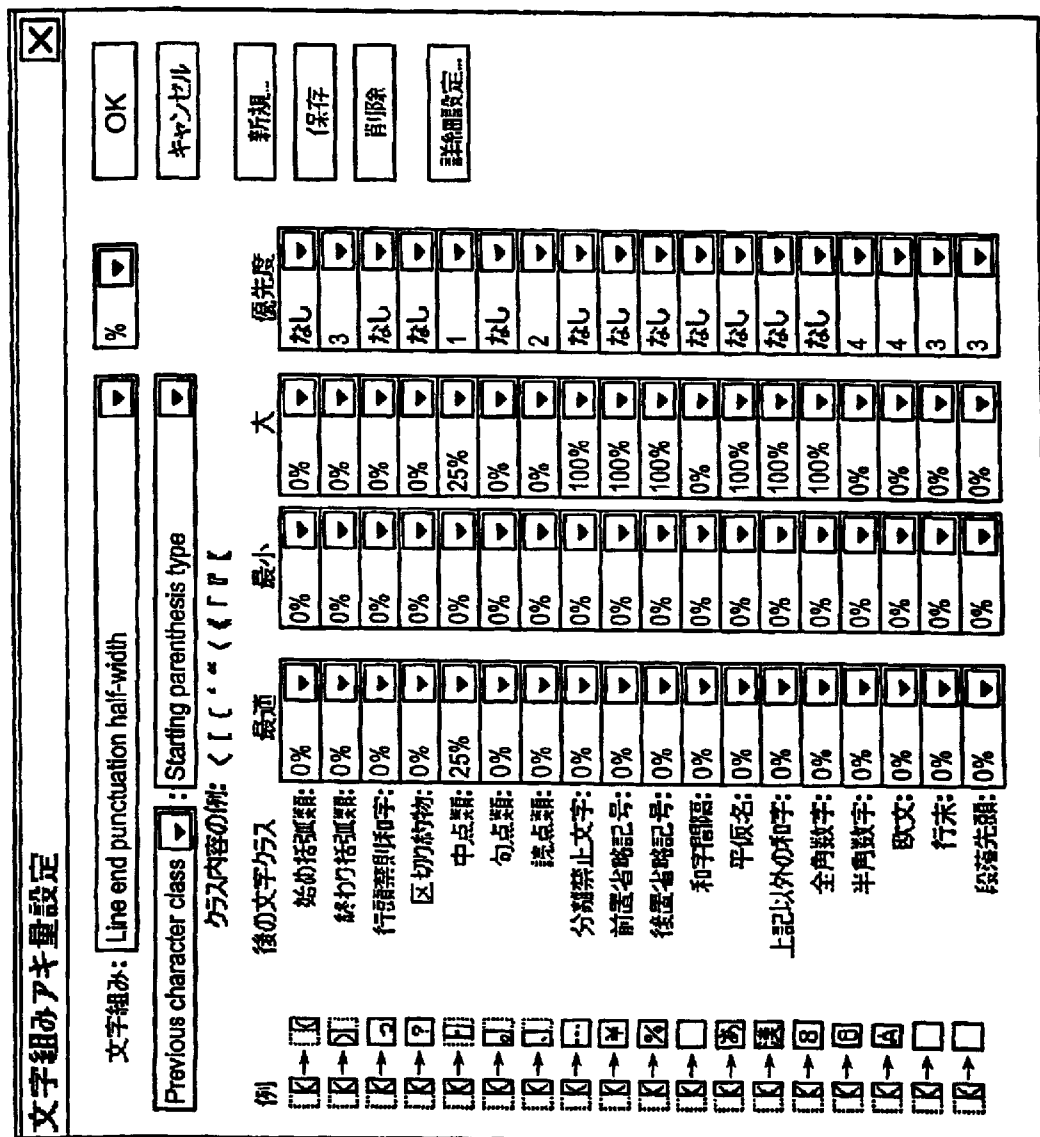 文字組みアキ量設定
文字組み: Line end punctuation half-width % OK
Previous character class : Starting parenthesis type キャンセル
クラス内容の例:
新規...
保存
削除
詳細設定...
例 後の文字クラス 最適 最小 大 優先度
始め括弧類: 0% 0% 0% なし
終わり括弧類: 0% 0% 0% 3
っ 行頭禁則和字: 0% 0% 0% なし
? 区切り約物: 0% 0% 0% なし
・ 中点類: 25% 0% 25% 1
。 句点類: 0% 0% 0% なし
、 読点類: 0% 0% 0% 2
… 分離禁止文字: 0% 0% 100% なし
¥ 前置省略記号: 0% 0% 100% なし
% 後置省略記号: 0% 0% 100% なし
和字間隔: 0% 0% 0% なし
あ 平仮名: 0% 0% 100% なし
漢 上記以外の和字: 0% 0% 100% なし
8 全角数字: 0% 0% 100% なし
半角数字: 0% 0% 0% 4
A 欧文: 0% 0% 0% 4
行末: 0% 0% 0% 3
段落先頭: 0% 0% 0% 3